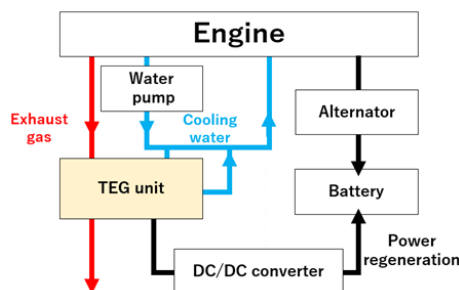 Engine
Water
pump
Alternator
Exhaust
gas
Cooling
water
TEG unit
Battery
Power
regeneration
DC/DC converter